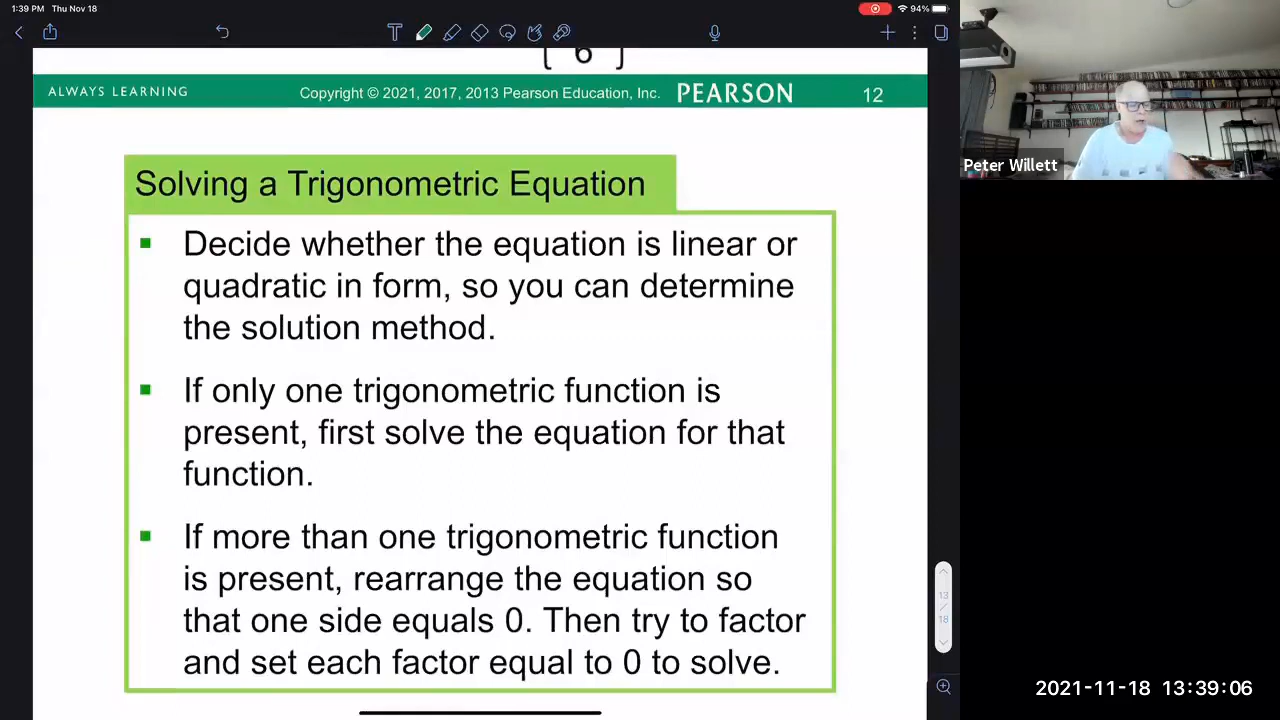 1:39 PM Thu Nov 18
94%
[ 6 ]
ALWAYS LEARNING
Copyright © 2021, 2017, 2013 Pearson Education, Inc.
PEARSON
12
Peter Willett
Solving a Trigonometric Equation
▪ Decide whether the equation is linear or
quadratic in form, so you can determine
the solution method.
▪ If only one trigonometric function is
present, first solve the equation for that
function.
▪ If more than one trigonometric function
is present, rearrange the equation so
that one side equals 0. Then try to factor
and set each factor equal to 0 to solve.
13
/
18
2021-11-18 13:39:06